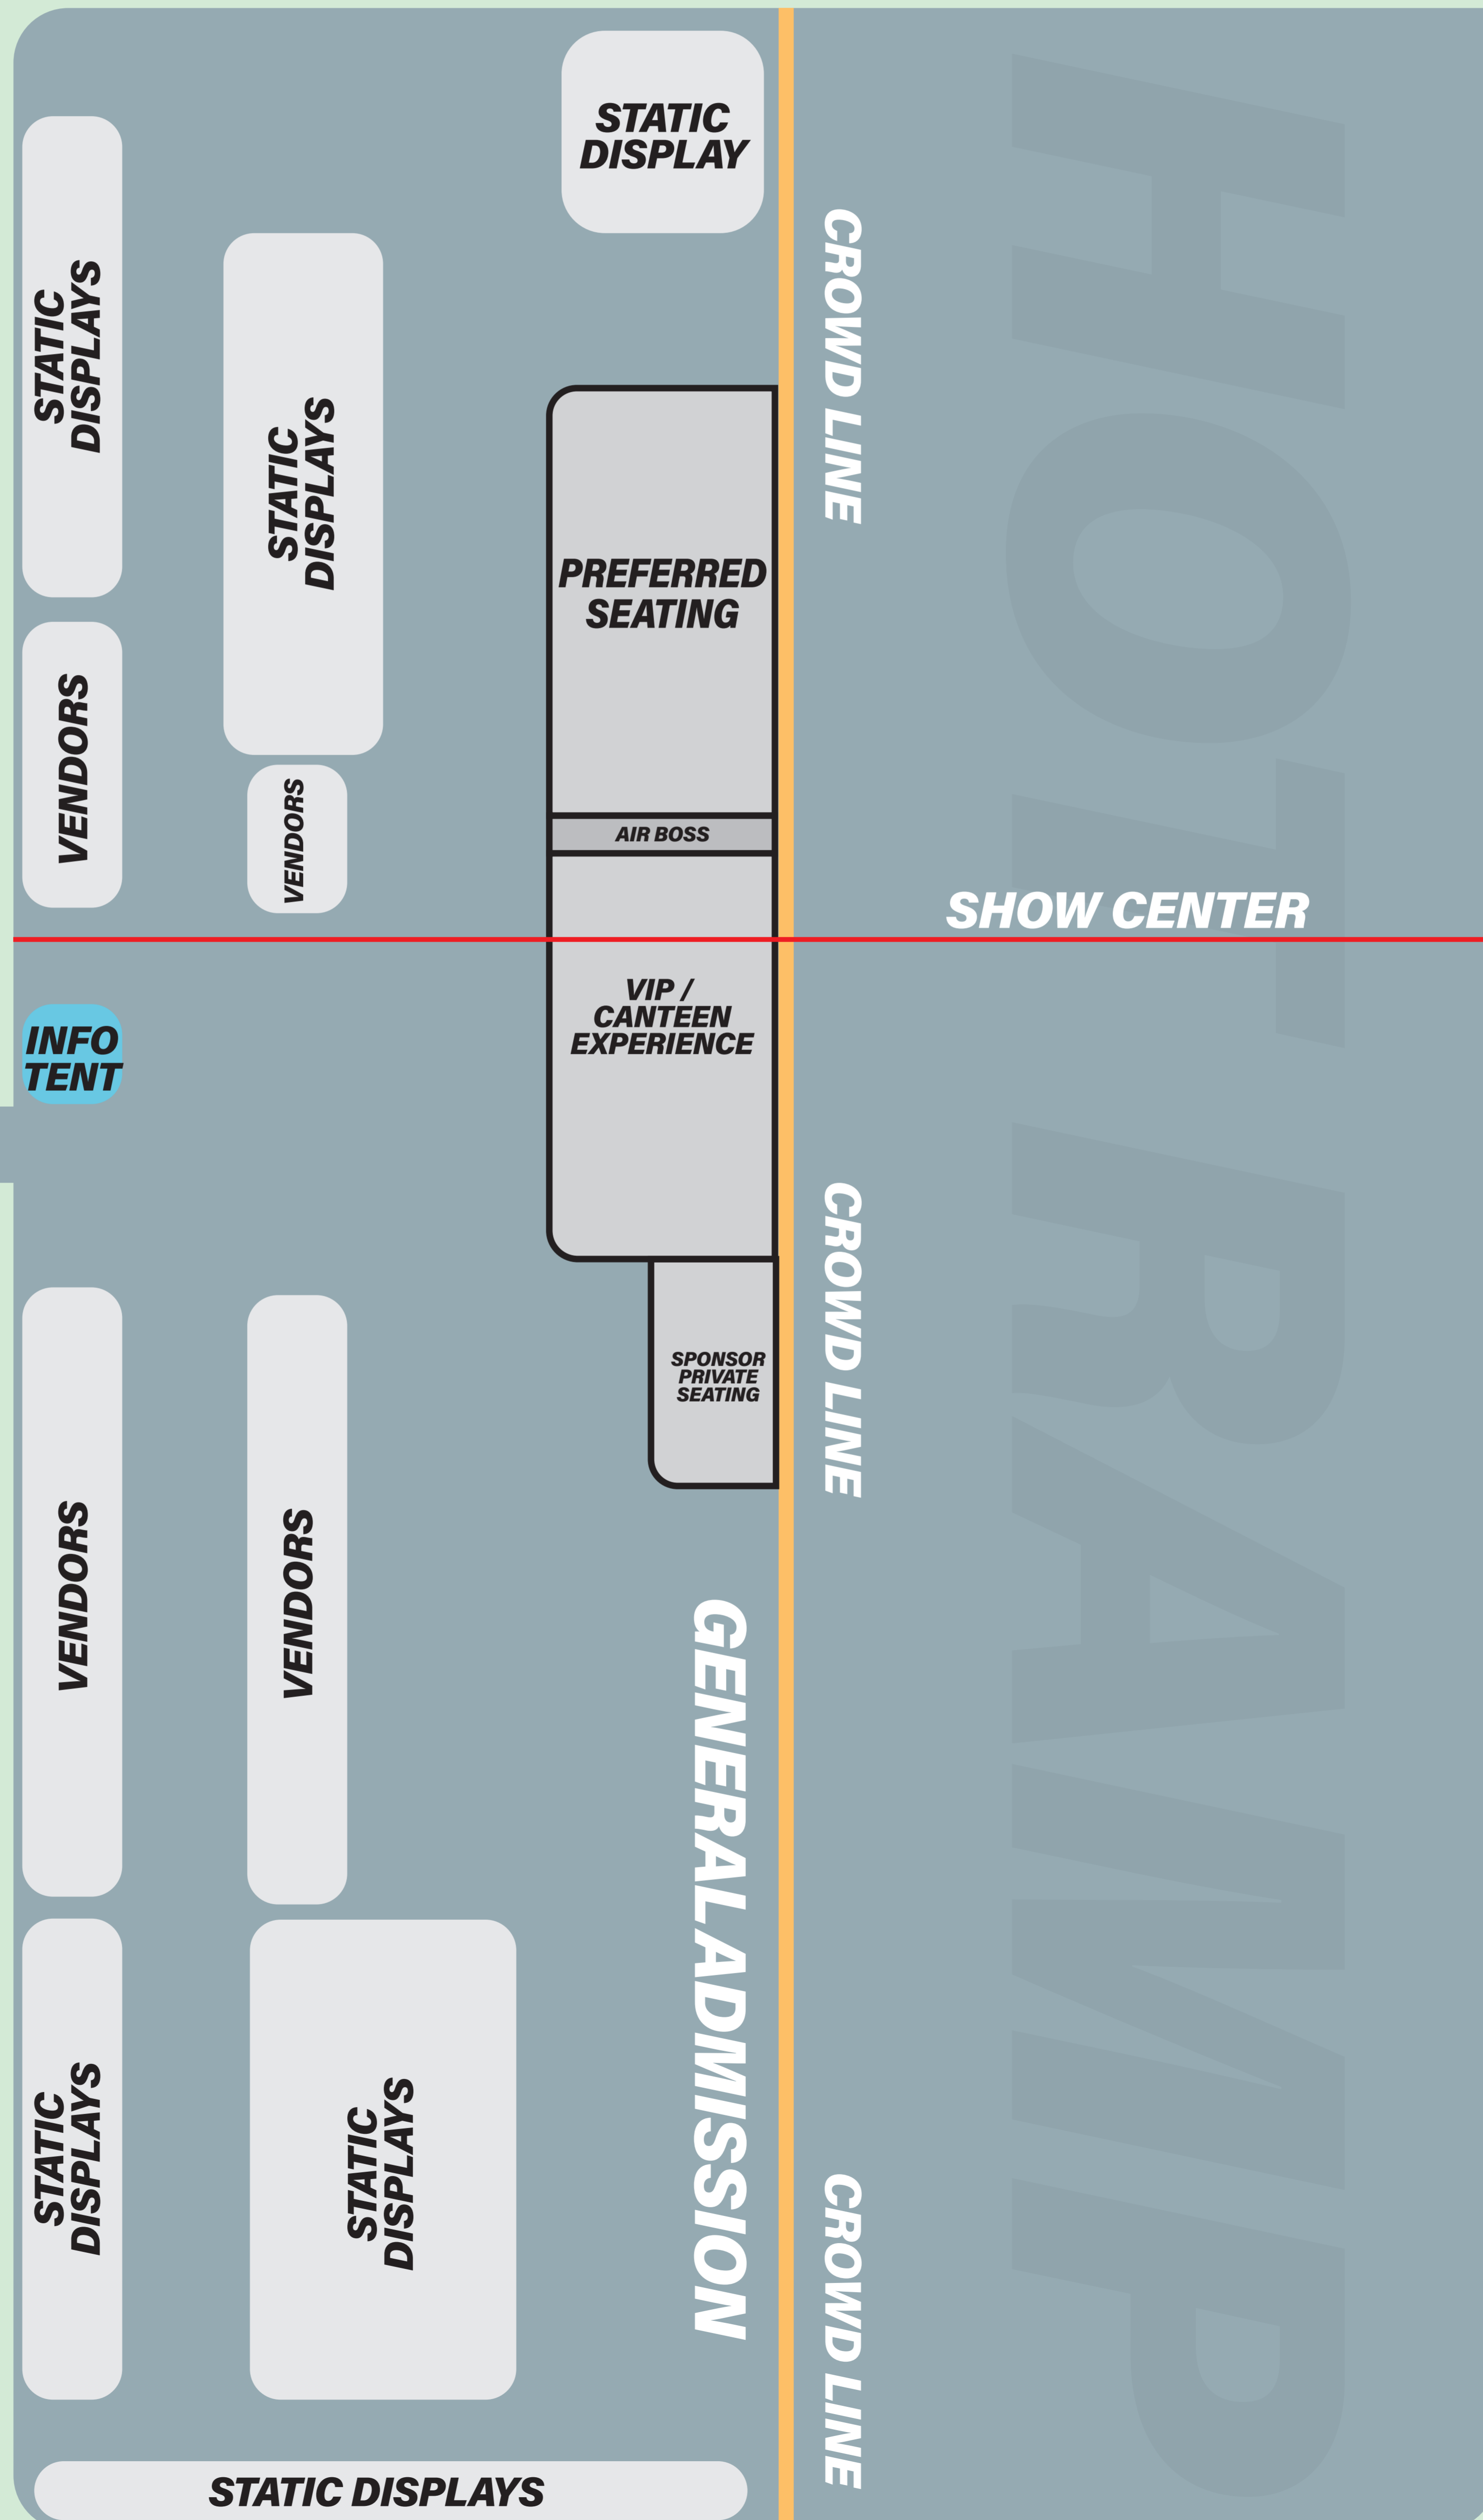 STATIC
DISPLAY
STATIC
DISPLAYS
STATIC
DISPLAYS
CROWD LINE
HOT RAMP
PREFERRED
SEATING
VENDORS
VENDORS
AIR BOSS
SHOW CENTER
VIP /
CANTEEN
EXPERIENCE
INFO
TENT
CROWD LINE
SPONSOR
PRIVATE
SEATING
VENDORS
VENDORS
GENERAL ADMISSION
STATIC
DISPLAYS
STATIC
DISPLAYS
CROWD LINE
STATIC DISPLAYS